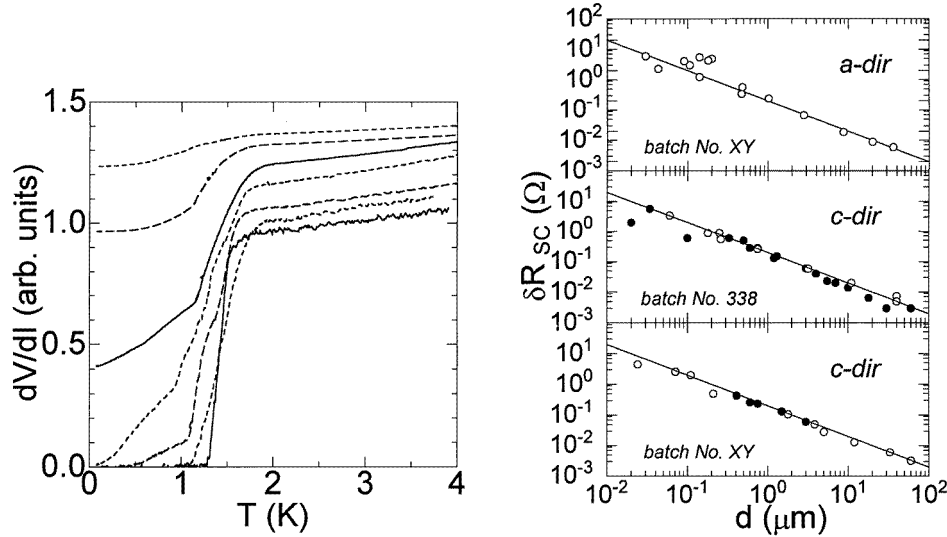 1.5
1.0
0.5
0.0
dV/dI (arb. units)
0 1 2 3 4
T (K)
10² 
10¹
10⁰
10⁻¹
10⁻²
10⁻³
a-dir
batch No. XY
10¹
10⁰
10⁻¹
10⁻²
10⁻³
c-dir
batch No. 338
10¹
10⁰
10⁻¹
10⁻²
10⁻³
c-dir
batch No. XY
δR_SC (Ω)
10⁻² 10⁻¹ 10⁰ 10¹ 10²
d (μm)